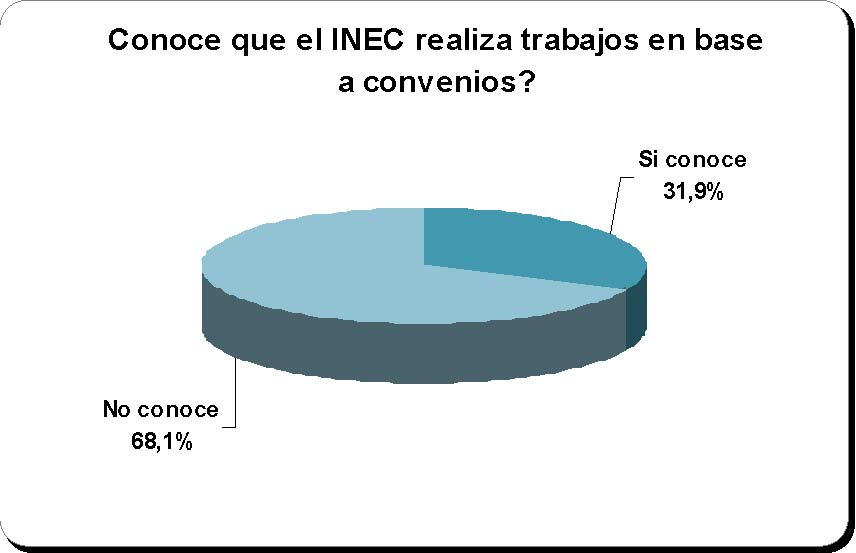 Conoce que el INEC realiza trabajos en base
a convenios?
Si conoce
31,9%
No conoce
68,1%